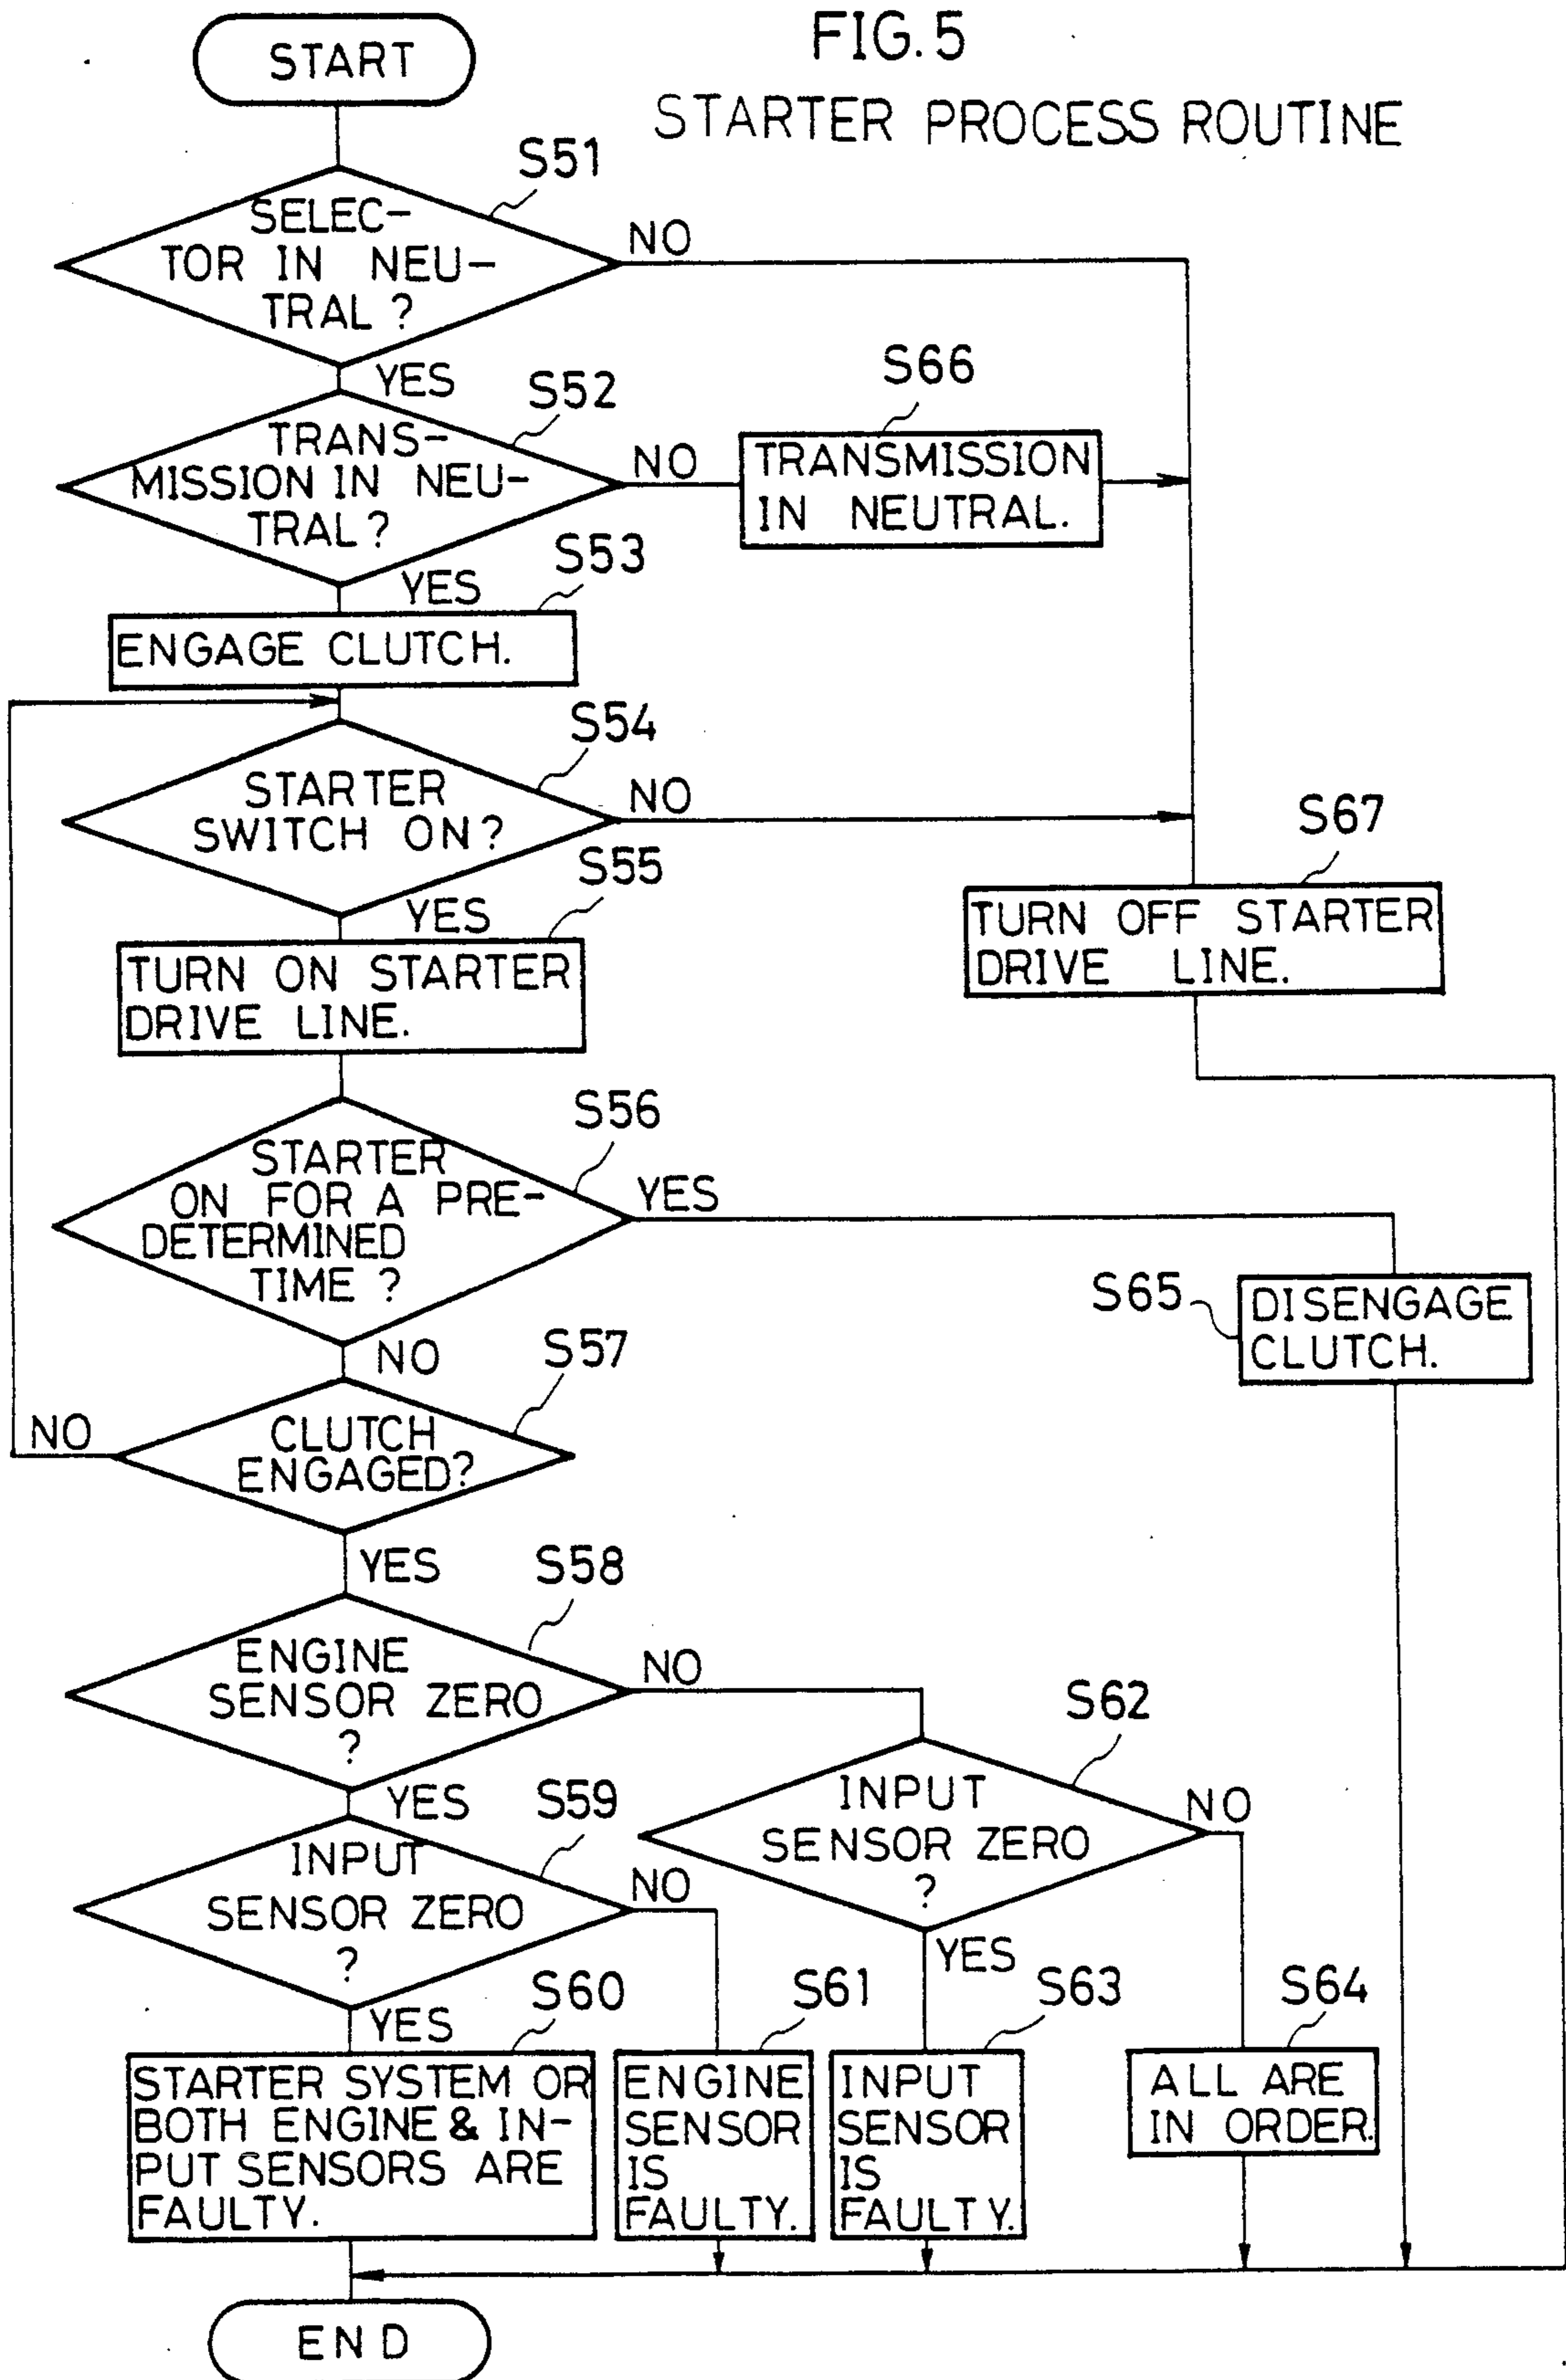 FIG. 5
STARTER PROCESS ROUTINE
START
S51
SELEC-
TOR IN NEU-
TRAL ?
NO
YES
S52
TRANS-
MISSION IN NEU-
TRAL?
NO
S66
TRANSMISSION
IN NEUTRAL.
YES
S53
ENGAGE CLUTCH.
S54
STARTER
SWITCH ON?
NO
YES
S55
TURN ON STARTER
DRIVE LINE.
S67
TURN OFF STARTER
DRIVE LINE.
S56
STARTER
ON FOR A PRE-
DETERMINED
TIME ?
YES
S65
DISENGAGE
CLUTCH.
NO
S57
CLUTCH
ENGAGED?
NO
YES
S58
ENGINE
SENSOR ZERO
?
NO
YES
S62
INPUT
SENSOR ZERO
?
NO
YES
S59
INPUT
SENSOR ZERO
?
NO
YES
S60
STARTER SYSTEM OR
BOTH ENGINE & IN-
PUT SENSORS ARE
FAULTY.
S61
ENGINE
SENSOR
IS
FAULTY.
S63
INPUT
SENSOR
IS
FAULTY.
S64
ALL ARE
IN ORDER.
END